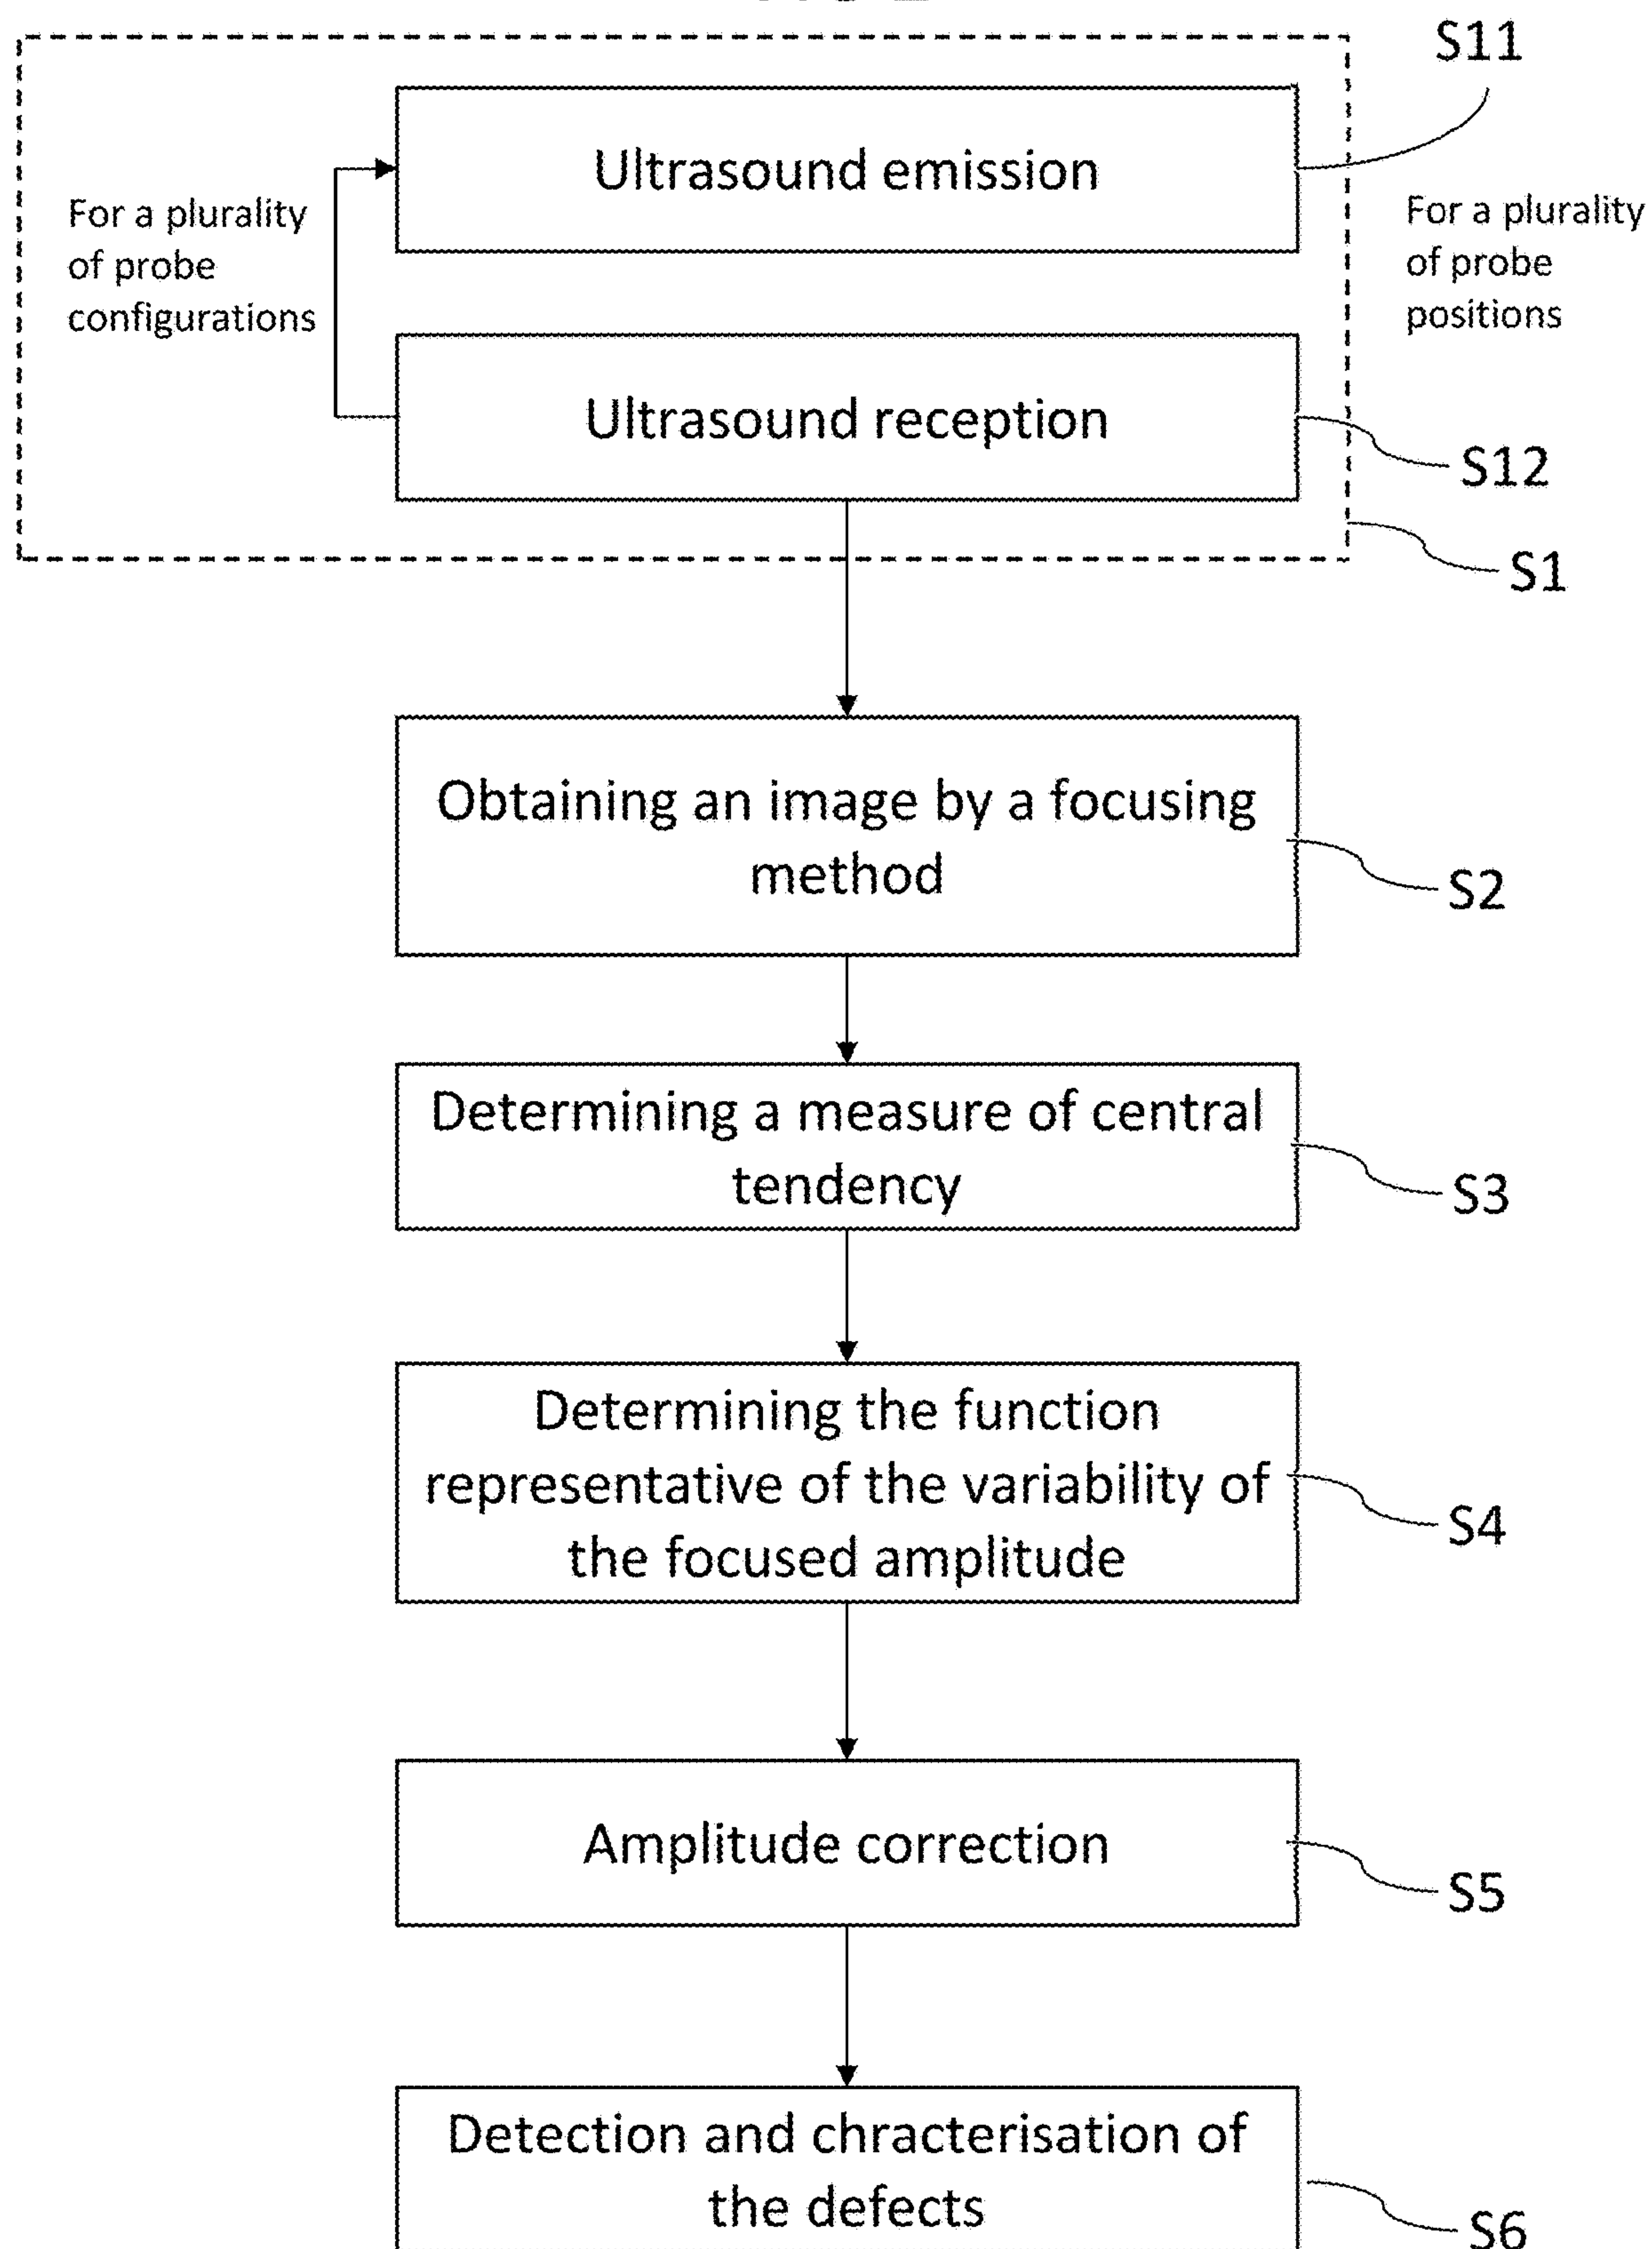 S11
Ultrasound emission
For a plurality
of probe
configurations
For a plurality
of probe
positions
Ultrasound reception
S12
S1
Obtaining an image by a focusing
method
S2
Determining a measure of central
tendency
S3
Determining the function
representative of the variability of
the focused amplitude
S4
Amplitude correction
S5
Detection and chracterisation of
the defects
S6